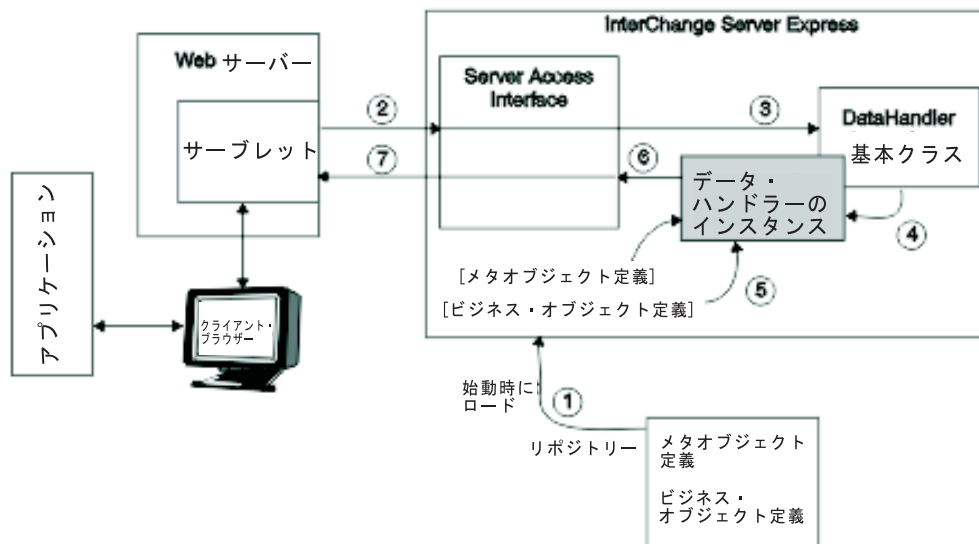 InterChange Server Express
Web サーバー
サーブレット
Server Access
Interface
DataHandler
基本クラス
データ・
ハンドラーの
インスタンス
②
③
⑦
⑥
④
[メタオブジェクト定義]
[ビジネス・オブジェクト定義]
⑤
アプリケーション
クライアント・
ブラウザー
始動時に
ロード
①
リポジトリー
メタオブジェクト
定義
ビジネス・
オブジェクト定義